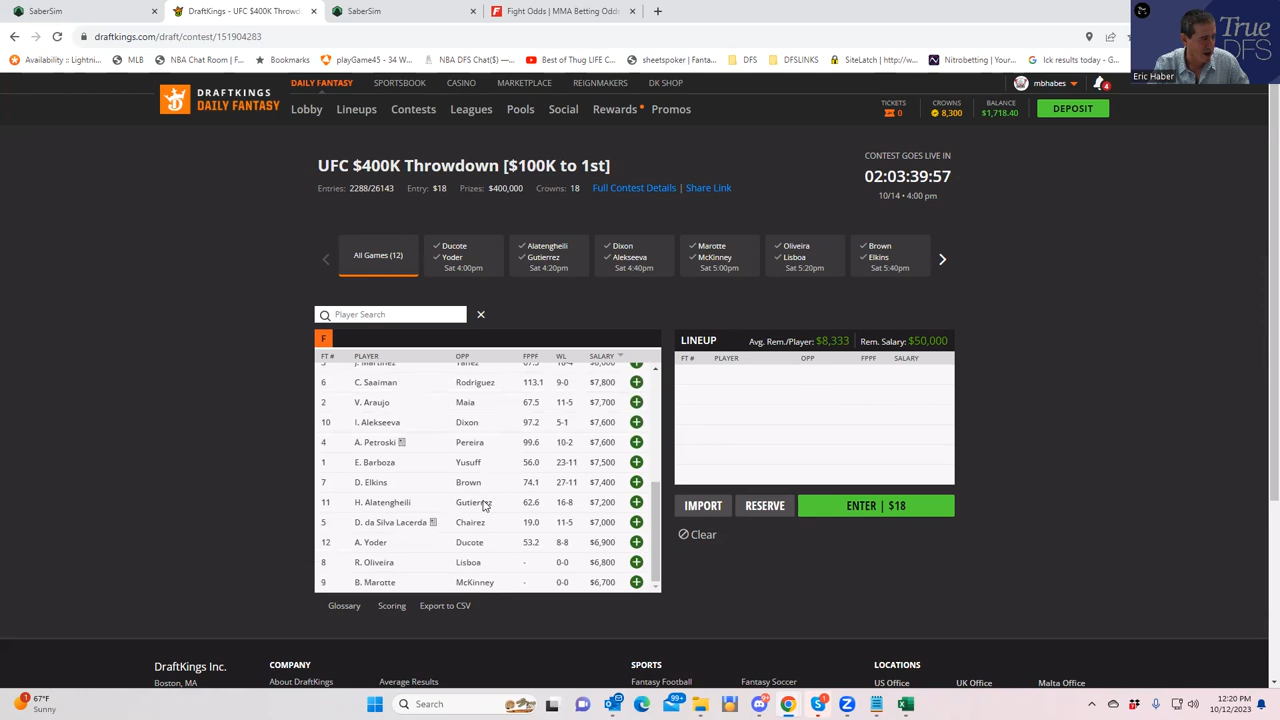 SaberSim
DraftKings - UFC $400K Throwd
SaberSim
Fight Odds | MMA Betting Odds
draftkings.com/draft/contest/151904283
Availability :: Lightni...
MLB
NBA Chat Room | F...
playGame45 - 34 W...
NBA DFS Chat($) -...
Best of Thug LIFE C...
sheetspoker | Share...
DFS
DFSLINKS
SiteLatch | http://w...
Nitrobetting | Your...
Ick results today - G...
True
DFS
Eric Haber
DAILY FANTASY
SPORTSBOOK
CASINO
MARKETPLACE
REIGNMAKERS
DK SHOP
mbhabes
4
DRAFTKINGS
DAILY FANTASY
Lobby
Lineups
Contests
Leagues
Pools
Social
Rewards
Promos
TICKETS
0
CROWNS
8,300
BALANCE
$1,718.40
DEPOSIT
UFC $400K Throwdown [$100K to 1st]
Entries: 2288/26143
Entry: $18
Prizes: $400,000
Crowns: 18
Full Contest Details | Share Link
CONTEST GOES LIVE IN
02:03:39:57
10/14 • 4:00 pm
All Games (12)
Ducote
Yoder
Sat 4:00pm
Alatengheili
Gutierrez
Sat 4:20pm
Dixon
Alekseeva
Sat 4:40pm
Marotte
McKinney
Sat 5:00pm
Oliveira
Lisboa
Sat 5:20pm
Brown
Elkins
Sat 5:40pm
Player Search
F
FT # PLAYER OPP FPPF WL SALARY
6 C. Saaiman Rodriguez 113.1 9-0 $7,800
2 V. Araujo Maia 67.5 11-5 $7,700
10 I. Alekseeva Dixon 97.2 5-1 $7,600
4 A. Petroski Pereira 99.6 10-2 $7,600
1 E. Barboza Yusuff 56.0 23-11 $7,500
7 D. Elkins Brown 74.1 27-11 $7,400
11 H. Alatengheili Gutierrez 62.6 16-8 $7,200
5 D. da Silva Lacerda Chairez 19.0 11-5 $7,000
12 A. Yoder Ducote 53.2 8-8 $6,900
8 R. Oliveira Lisboa - 0-0 $6,800
9 B. Marotte McKinney - 0-0 $6,700
LINEUP
Avg. Rem./Player: $8,333
Rem. Salary: $50,000
FT # PLAYER OPP FPPF SALARY
IMPORT
RESERVE
ENTER | $18
Clear
Glossary
Scoring
Export to CSV
DraftKings Inc.
Boston, MA
COMPANY
About DraftKings
Average Results
SPORTS
Fantasy Football
Fantasy Soccer
LOCATIONS
US Office
UK Office
Malta Office
67°F
Sunny
Search
99+
12:20 PM
10/12/2023